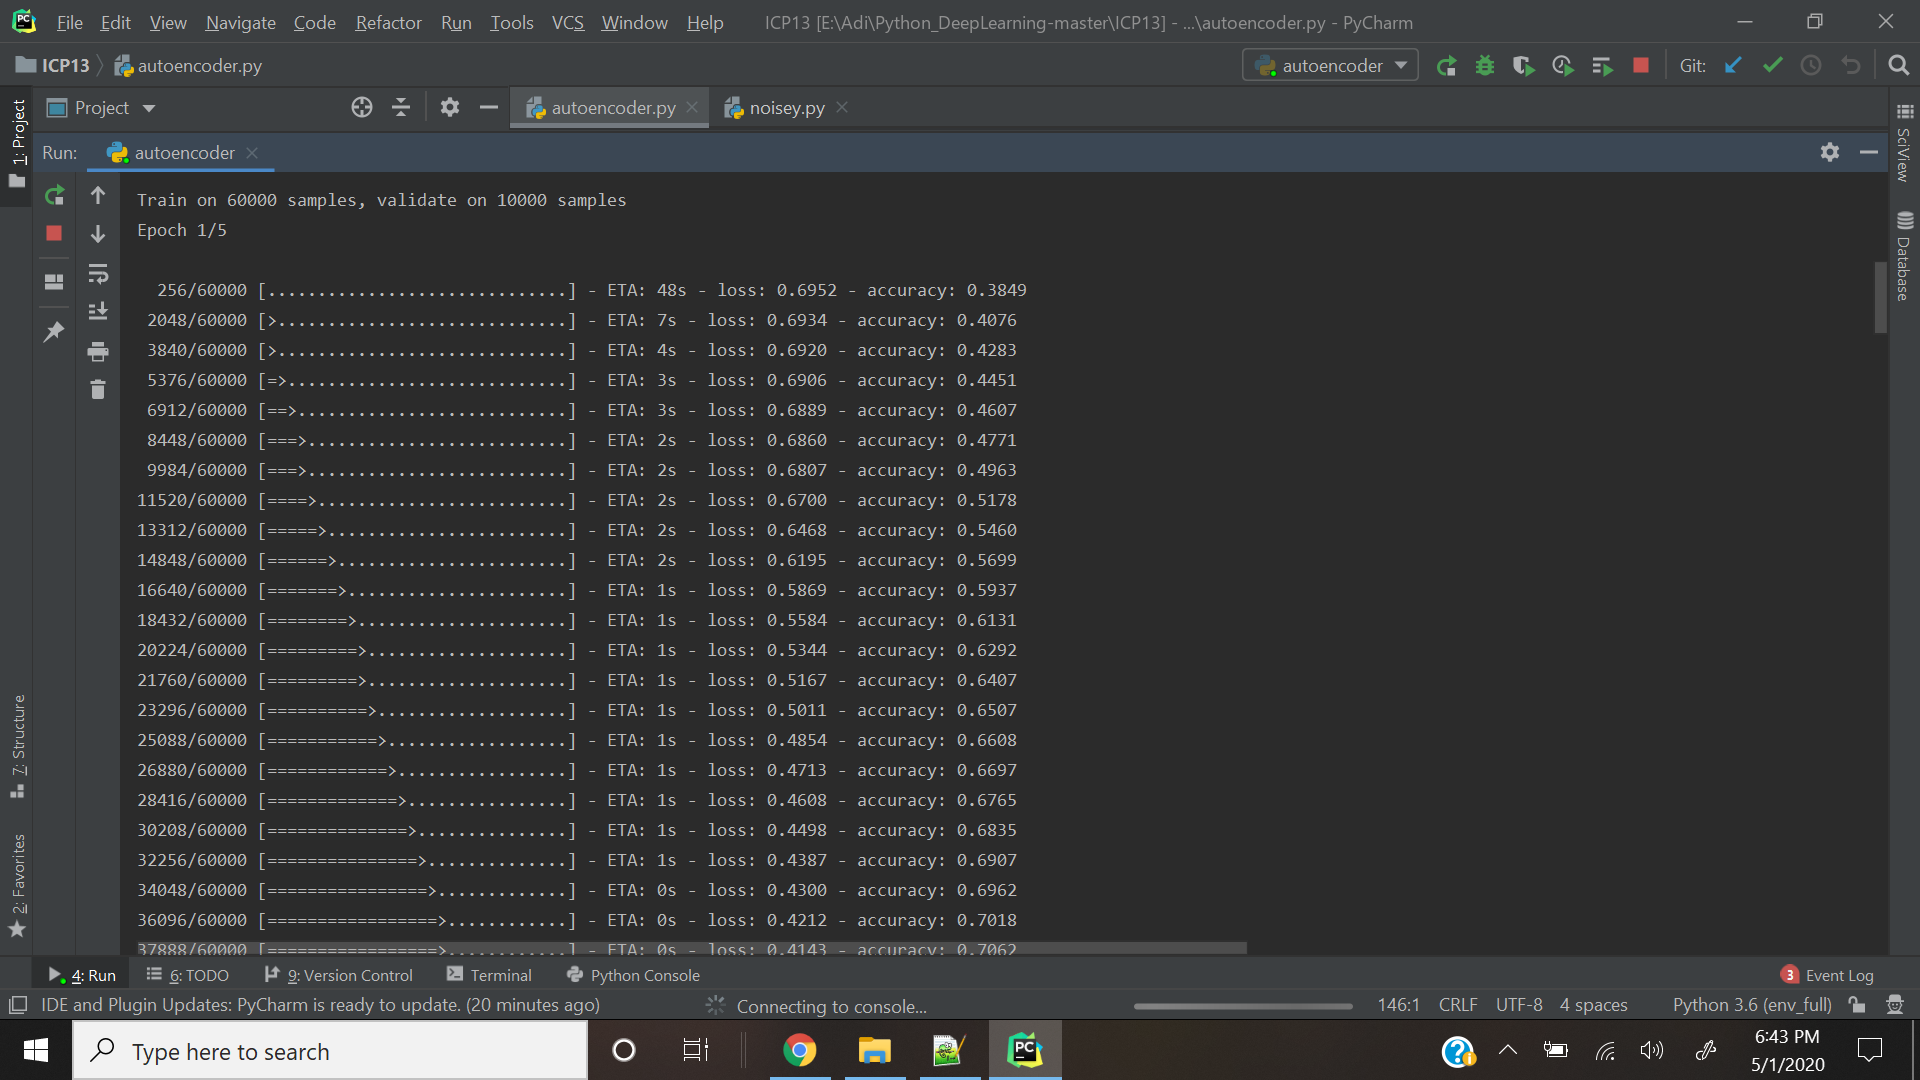 PC File Edit View Navigate Code Refactor Run Tools VCS Window Help ICP13 [E:\Adi\Python_DeepLearning-master\ICP13] - ...\autoencoder.py - PyCharm
ICP13 autoencoder.py autoencoder Git:
Project autoencoder.py noisey.py
1: Project
SciView
Database
Run: autoencoder
Train on 60000 samples, validate on 10000 samples
Epoch 1/5
256/60000 [..............................] - ETA: 48s - loss: 0.6952 - accuracy: 0.3849
2048/60000 [>.............................] - ETA: 7s - loss: 0.6934 - accuracy: 0.4076
3840/60000 [>.............................] - ETA: 4s - loss: 0.6920 - accuracy: 0.4283
5376/60000 [=>............................] - ETA: 3s - loss: 0.6906 - accuracy: 0.4451
6912/60000 [==>...........................] - ETA: 3s - loss: 0.6889 - accuracy: 0.4607
8448/60000 [===>..........................] - ETA: 2s - loss: 0.6860 - accuracy: 0.4771
9984/60000 [===>..........................] - ETA: 2s - loss: 0.6807 - accuracy: 0.4963
11520/60000 [====>.........................] - ETA: 2s - loss: 0.6700 - accuracy: 0.5178
13312/60000 [=====>........................] - ETA: 2s - loss: 0.6468 - accuracy: 0.5460
14848/60000 [======>.......................] - ETA: 2s - loss: 0.6195 - accuracy: 0.5699
16640/60000 [=======>......................] - ETA: 1s - loss: 0.5869 - accuracy: 0.5937
18432/60000 [========>.....................] - ETA: 1s - loss: 0.5584 - accuracy: 0.6131
20224/60000 [=========>....................] - ETA: 1s - loss: 0.5344 - accuracy: 0.6292
21760/60000 [=========>....................] - ETA: 1s - loss: 0.5167 - accuracy: 0.6407
23296/60000 [==========>...................] - ETA: 1s - loss: 0.5011 - accuracy: 0.6507
25088/60000 [===========>..................] - ETA: 1s - loss: 0.4854 - accuracy: 0.6608
26880/60000 [============>.................] - ETA: 1s - loss: 0.4713 - accuracy: 0.6697
28416/60000 [=============>................] - ETA: 1s - loss: 0.4608 - accuracy: 0.6765
30208/60000 [==============>...............] - ETA: 1s - loss: 0.4498 - accuracy: 0.6835
32256/60000 [===============>..............] - ETA: 1s - loss: 0.4387 - accuracy: 0.6907
34048/60000 [================>.............] - ETA: 0s - loss: 0.4300 - accuracy: 0.6962
36096/60000 [=================>............] - ETA: 0s - loss: 0.4212 - accuracy: 0.7018
37888/60000 [=================>............] - ETA: 0s - loss: 0.4143 - accuracy: 0.7062
7: Structure
2: Favorites
4: Run 6: TODO 9: Version Control Terminal Python Console 3 Event Log
IDE and Plugin Updates: PyCharm is ready to update. (20 minutes ago) Connecting to console... 146:1 CRLF UTF-8 4 spaces Python 3.6 (env_full)
Type here to search PC ? 6:43 PM
5/1/2020